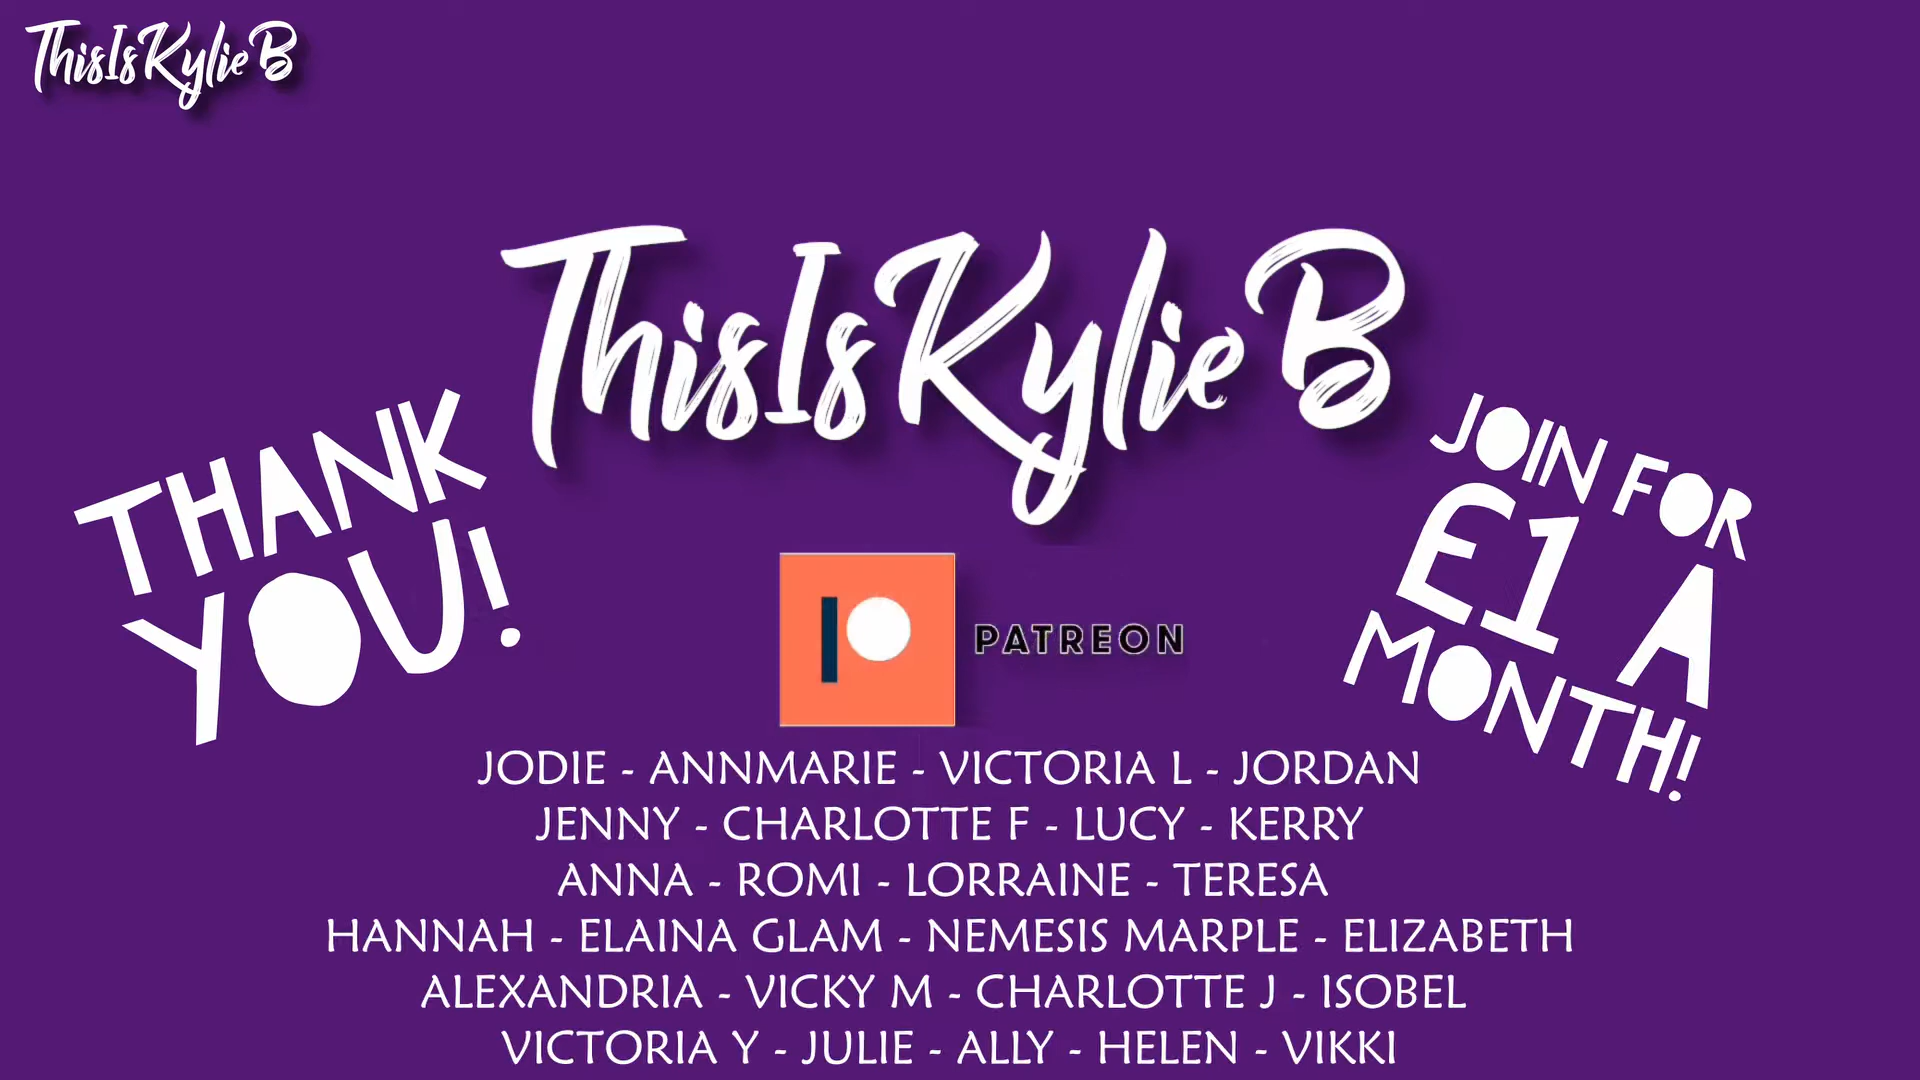 ThisIsKylieB
ThisIsKylieB
THANK
YOU!
JOIN FOR
£1 A
MONTH!
PATREON
JODIE - ANNMARIE - VICTORIA L - JORDAN
JENNY - CHARLOTTE F - LUCY - KERRY
ANNA - ROMI - LORRAINE - TERESA
HANNAH - ELAINA GLAM - NEMESIS MARPLE - ELIZABETH
ALEXANDRIA - VICKY M - CHARLOTTE J - ISOBEL
VICTORIA Y - JULIE - ALLY - HELEN - VIKKI